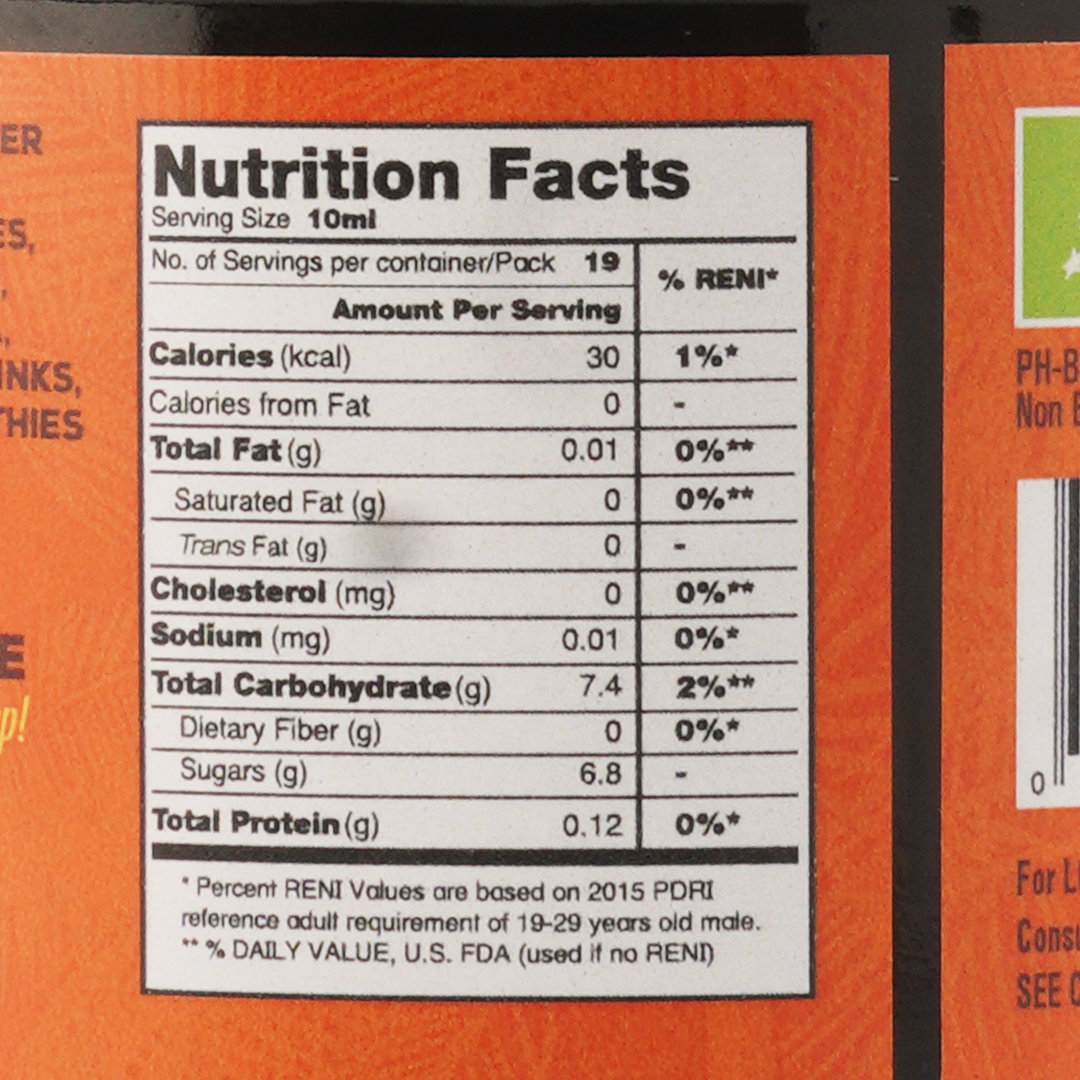 ER
ES,
INKS,
THIES
E
p!
Nutrition Facts
Serving Size 10ml
No. of Servings per container/Pack 19
% RENI*
Amount Per Serving
Calories (kcal) 30 1%*
Calories from Fat 0 -
Total Fat (g) 0.01 0%**
Saturated Fat (g) 0 0%**
Trans Fat (g) 0 -
Cholesterol (mg) 0 0%**
Sodium (mg) 0.01 0%*
Total Carbohydrate (g) 7.4 2%**
Dietary Fiber (g) 0 0%*
Sugars (g) 6.8 -
Total Protein (g) 0.12 0%*
* Percent RENI Values are based on 2015 PDRI
reference adult requirement of 19-29 years old male.
** % DAILY VALUE, U.S. FDA (used if no RENI)
PH-B
Non
0
For L
Cons
SEE